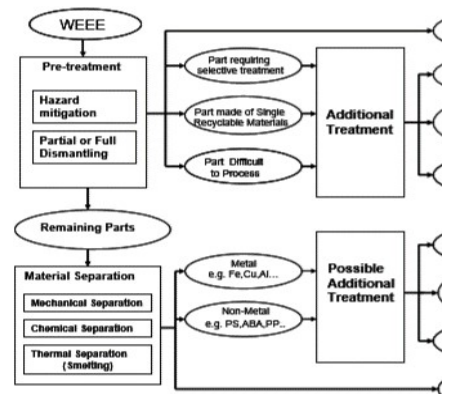 WEEE
Pre-treatment
Hazard
mitigation
Partial or Full
Dismantling
Part requiring
selective treatment
Part made of Single
Recyclable Materials
Part Difficult
to Process
Additional
Treatment
Remaining Parts
Material Separation
Mechanical Separation
Chemical Separation
Thermal Separation
(Smelting)
Metal
e.g. Fe,Cu,Al...
Non-Metal
e.g. PS,ABA,PP..
Possible
Additional
Treatment